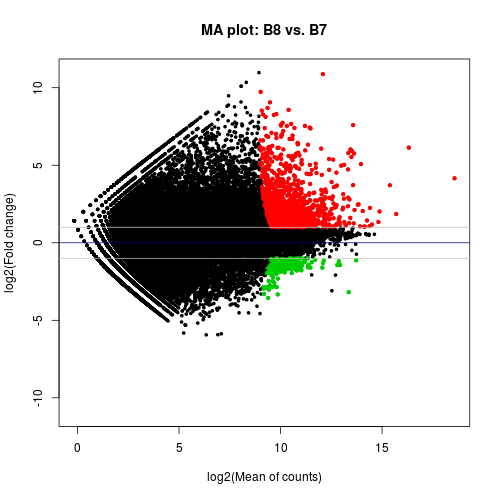 MA plot: B8 vs. B7
log2(Fold change)
10
5
0
-5
-10
0 5 10 15
log2(Mean of counts)